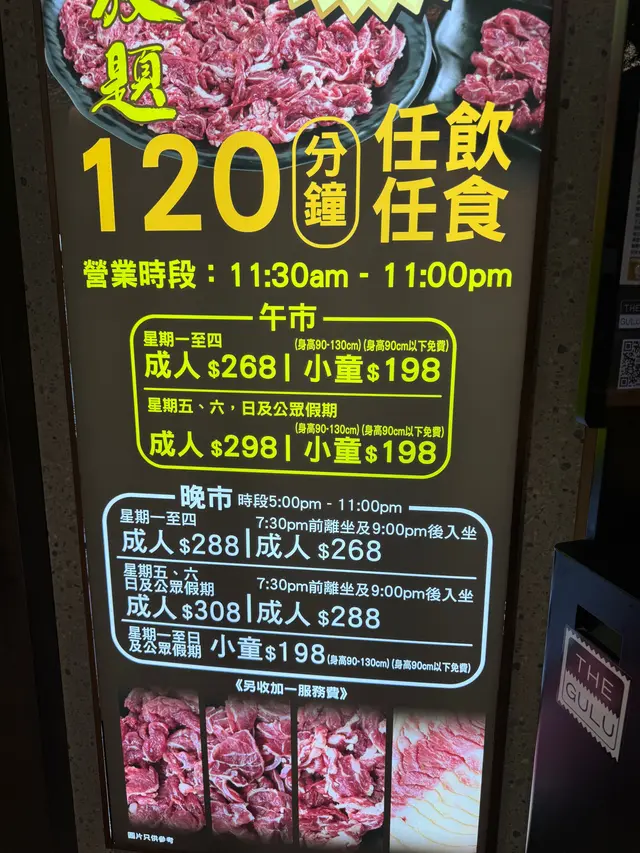 放
題
120分鐘任飲
任食
營業時段：11:30am - 11:00pm
午市
星期一至四
(身高90-130cm) (身高90cm以下免費)
成人 $268 | 小童 $198
星期五、六，日及公眾假期
(身高90-130cm) (身高90cm以下免費)
成人 $298 | 小童 $198
晚市 時段5:00pm - 11:00pm
星期一至四 7:30pm前離坐及9:00pm後入坐
成人 $288 | 成人 $268
星期五、六
日及公眾假期 7:30pm前離坐及9:00pm後入坐
成人 $308 | 成人 $288
星期一至日
及公眾假期 小童 $198 (身高90-130cm) (身高90cm以下免費)
《另收加一服務費》
圖片只供參考
THE
GULU
THE
GULU